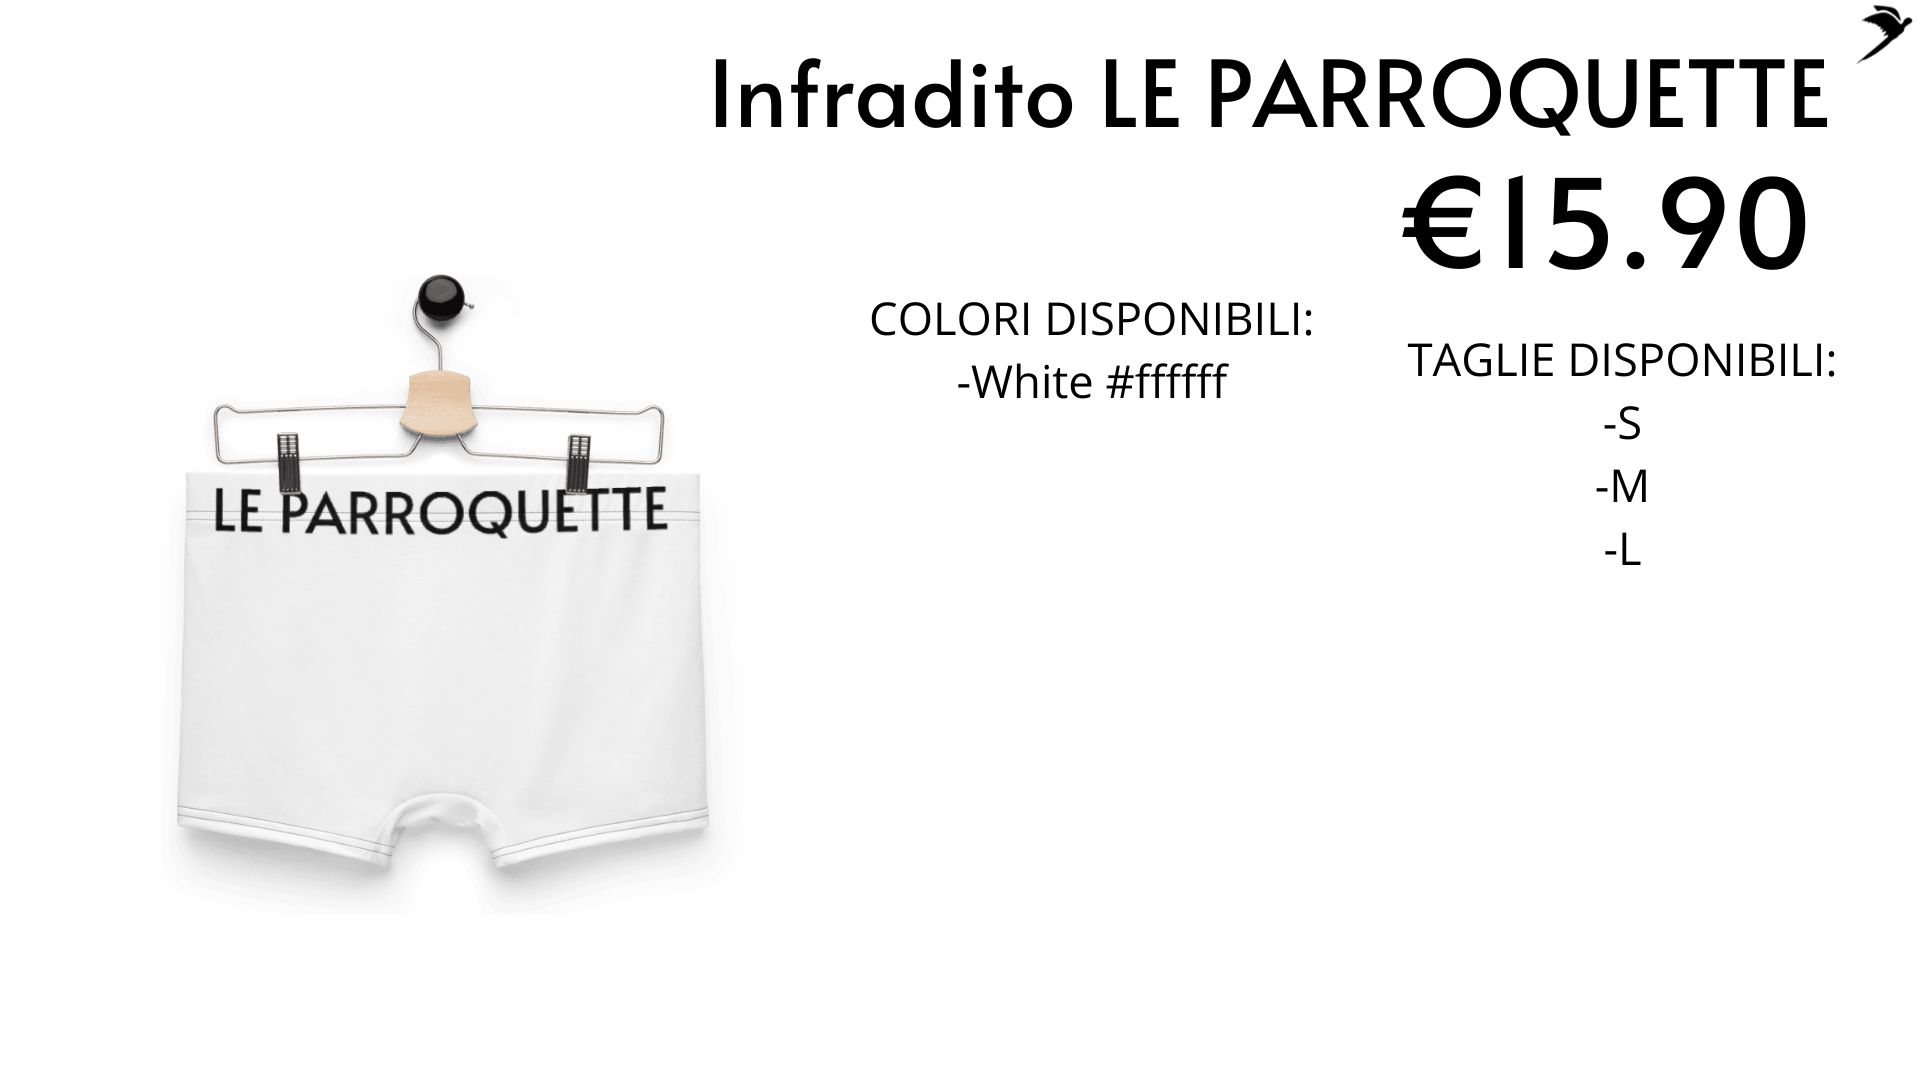 Infradito LE PARROQUETTE
€15.90
COLORI DISPONIBILI:
-White #ffffff
TAGLIE DISPONIBILI:
-S
-M
-L
LE PARROQUETTE